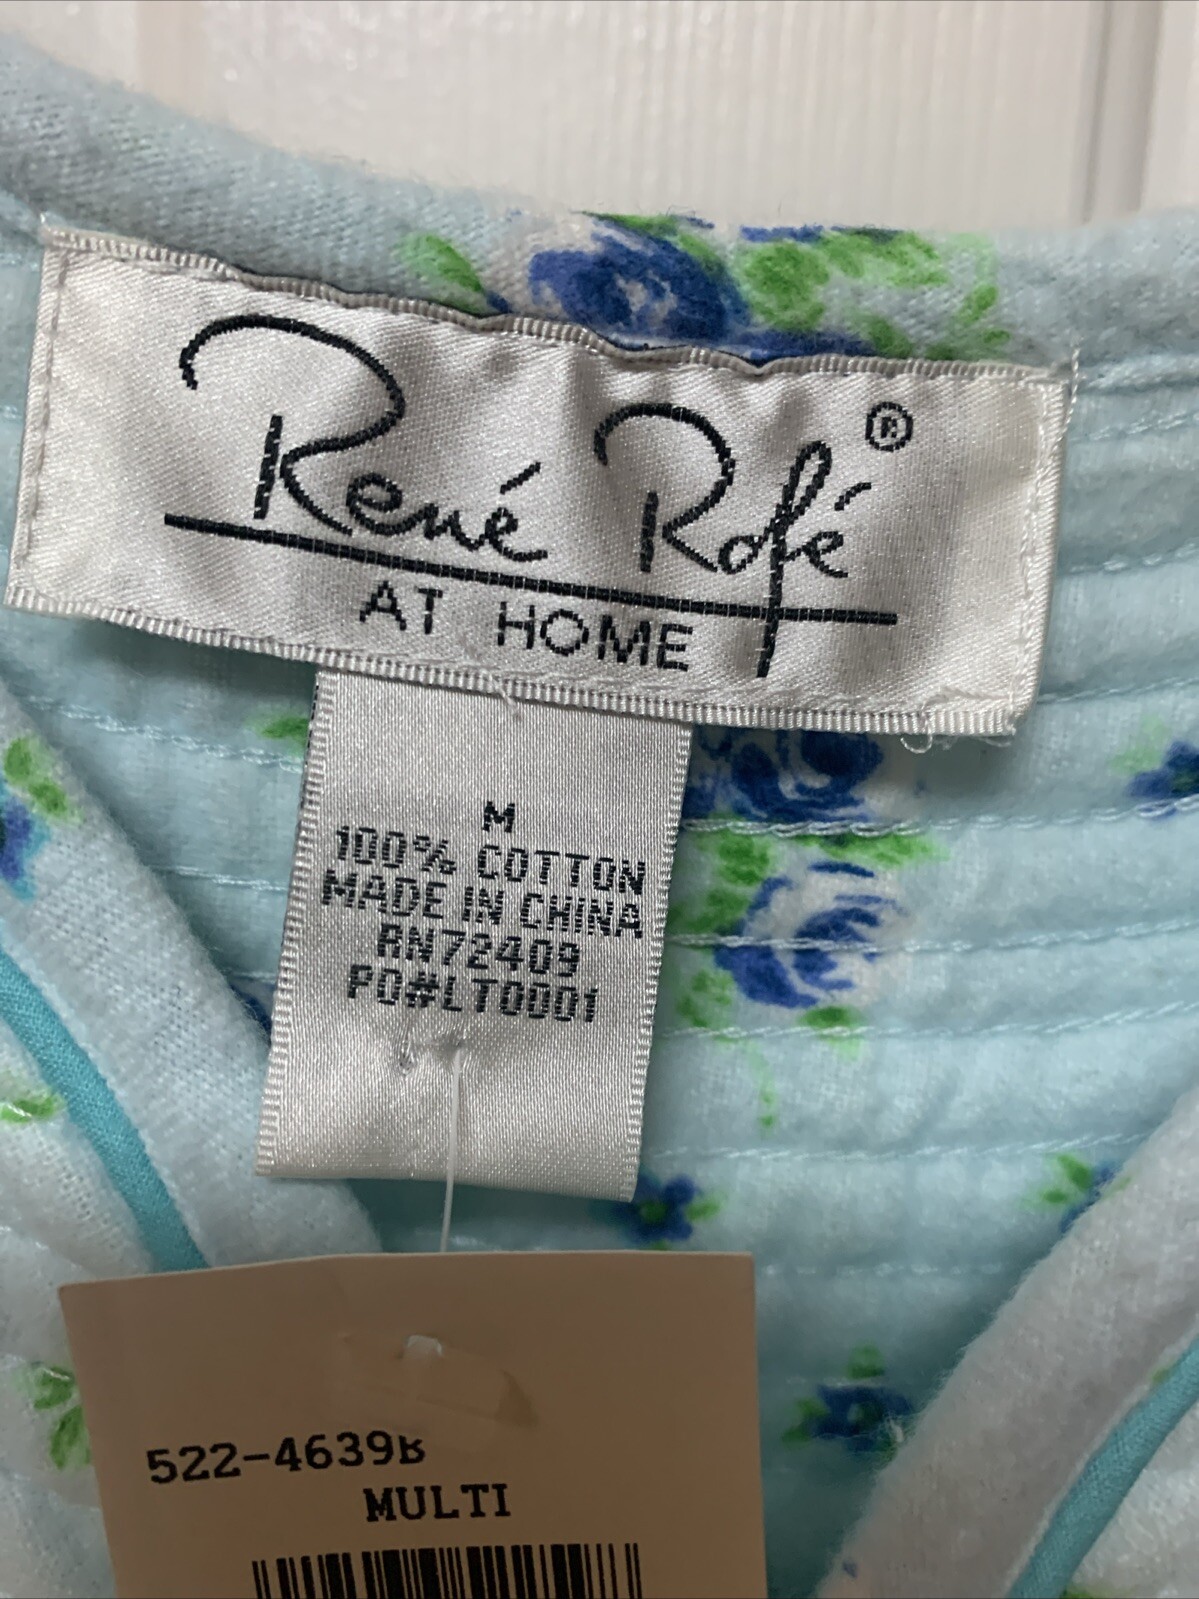 René Rofé ®
AT HOME
M
100% COTTON
MADE IN CHINA
RN72409
PO#LT0001
522-4639B
MULTI